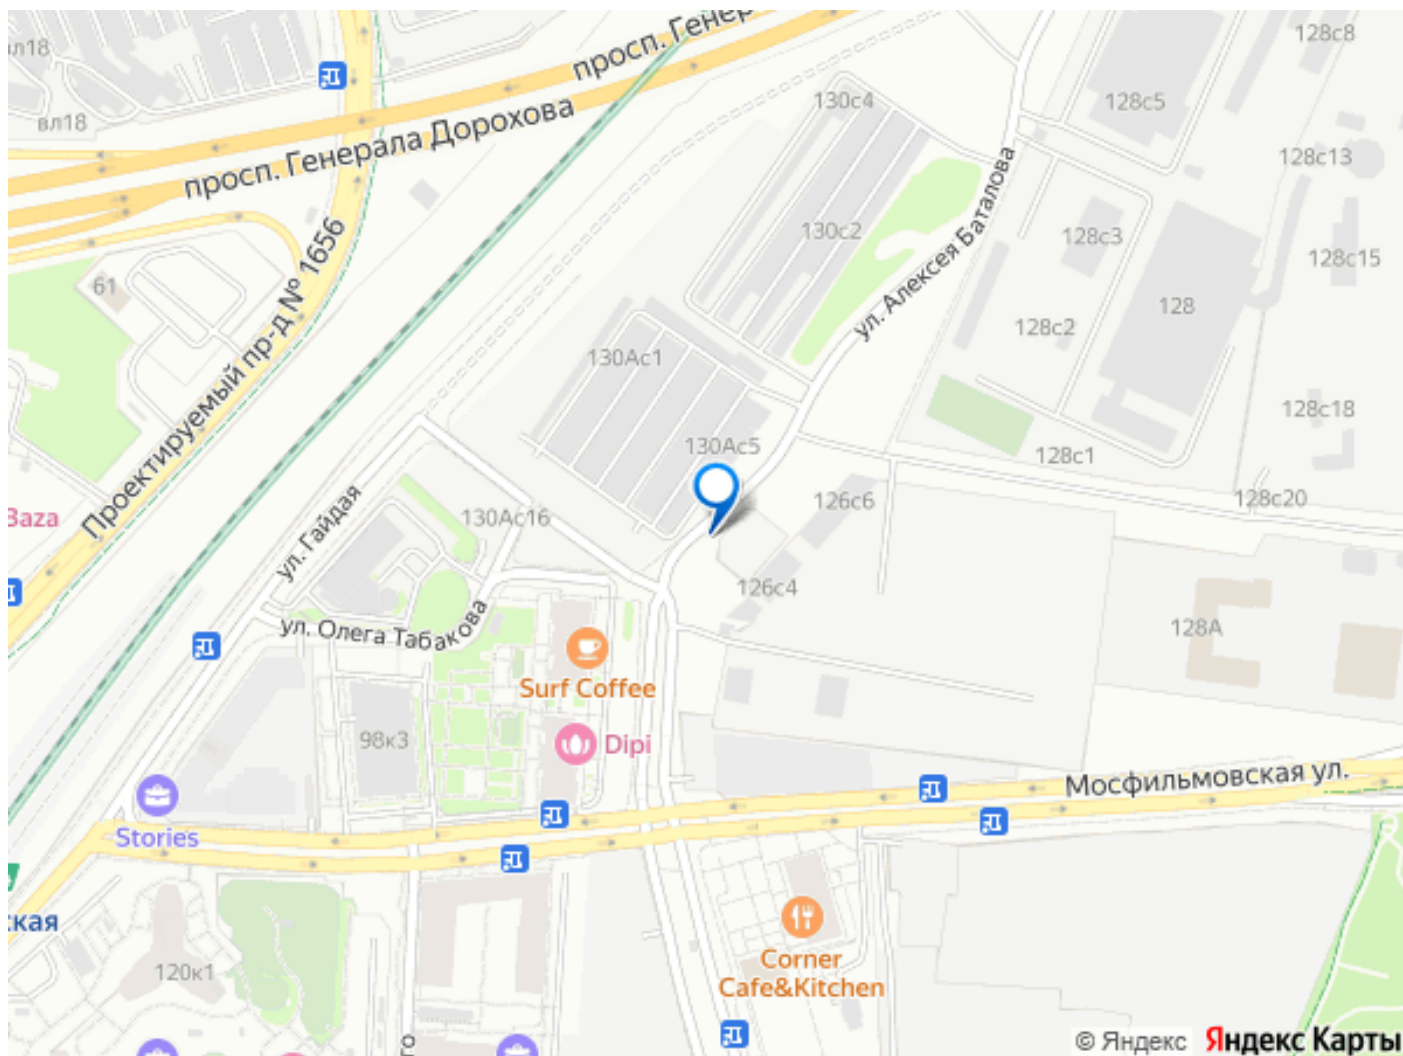 вл18
128с8
просп. Ген
130с4
128с5
вл18
просп. Генерала Дорохова
128с13
ул. Алексея Баталова
130с2
128с3
128с15
61
Проектируемый пр-д № 1656
128
128с2
130Ас1
128с18
130Ас5
128с1
126с6
128с20
Baza
130Ас16
ул. Гайдая
126с4
ул. Олега Табакова
128А
Surf Coffee
98к3
Dipi
Мосфильмовская ул.
Stories
ская
Corner
Cafe&Kitchen
120к1
го
© Яндекс
Яндекс Карты